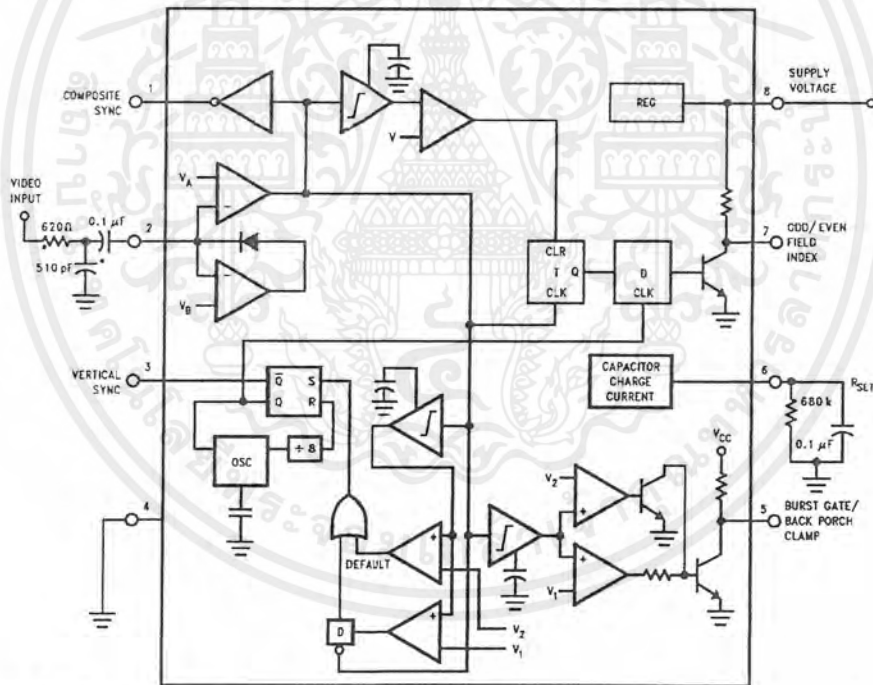 COMPOSITE SYNC
1
VIDEO INPUT
620Ω
0.1 μF
510 pF
2
V_A
V_B
V
REG
8
SUPPLY VOLTAGE
7
ODD/EVEN FIELD INDEX
CLR
T Q
CLK
D
CLK
VERTICAL SYNC
3
Q̅ S
Q R
OSC
÷ 8
CAPACITOR CHARGE CURRENT
6
R_SET
680 k
0.1 μF
V_CC
4
5
BURST GATE/ BACK PORCH CLAMP
DEFAULT
D
V_2
V_1
V_2
V_1